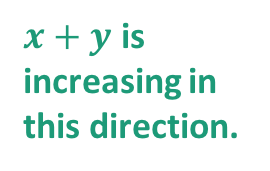 x + y is
increasing in
this direction.